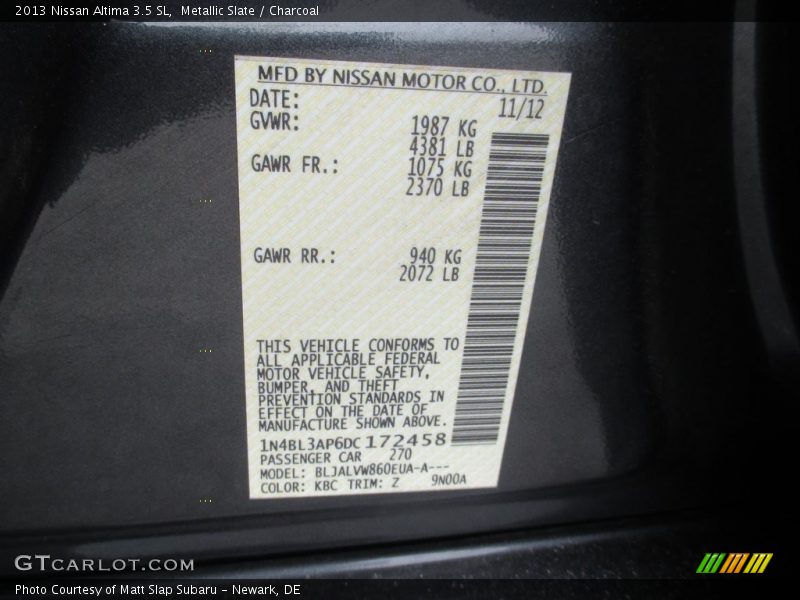 2013 Nissan Altima 3.5 SL, Metallic Slate / Charcoal
MFD BY NISSAN MOTOR CO., LTD.
DATE: 11/12
GVWR: 1987 KG
4381 LB
GAWR FR.: 1075 KG
2370 LB
GAWR RR.: 940 KG
2072 LB
THIS VEHICLE CONFORMS TO
ALL APPLICABLE FEDERAL
MOTOR VEHICLE SAFETY,
BUMPER, AND THEFT
PREVENTION STANDARDS IN
EFFECT ON THE DATE OF
MANUFACTURE SHOWN ABOVE.
1N4BL3AP6DC172458
PASSENGER CAR 270
MODEL: BLJALVW860EUA-A---
COLOR: KBC TRIM: Z 9N00A
GTCARLOT.COM
Photo Courtesy of Matt Slap Subaru - Newark, DE